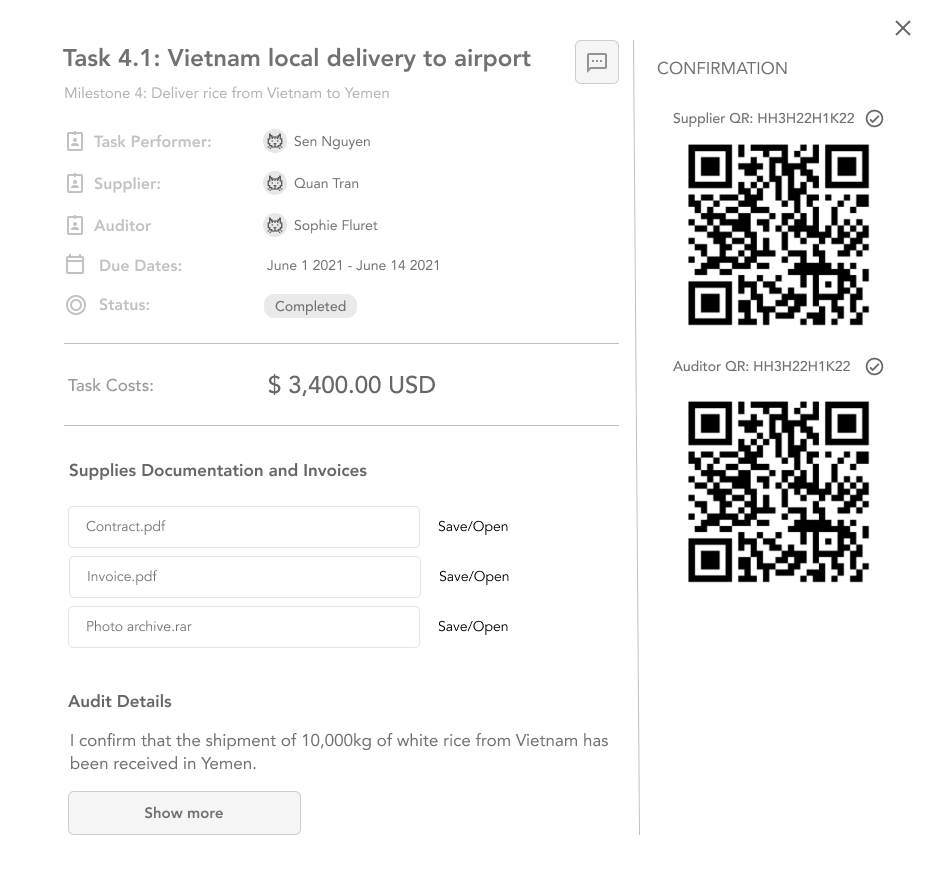 Task 4.1: Vietnam local delivery to airport
Milestone 4: Deliver rice from Vietnam to Yemen
Task Performer: Sen Nguyen
Supplier: Quan Tran
Auditor Sophie Fluret
Due Dates: June 1 2021 - June 14 2021
Status: Completed
Task Costs: $ 3,400.00 USD
Supplies Documentation and Invoices
Contract.pdf Save/Open
Invoice.pdf Save/Open
Photo archive.rar Save/Open
Audit Details
I confirm that the shipment of 10,000kg of white rice from Vietnam has
been received in Yemen.
Show more
CONFIRMATION
Supplier QR: HH3H22H1K22
Auditor QR: HH3H22H1K22